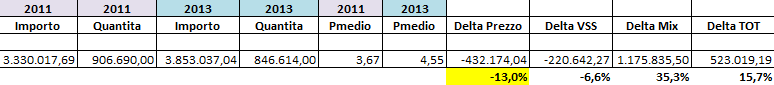 2011 2011 2013 2013 2011 2013
Importo Quantita Importo Quantita Pmedio Pmedio Delta Prezzo Delta VSS Delta Mix Delta TOT
3.330.017,69 906.690,00 3.853.037,04 846.614,00 3,67 4,55 -432.174,04 -220.642,27 1.175.835,50 523.019,19
-13,0% -6,6% 35,3% 15,7%